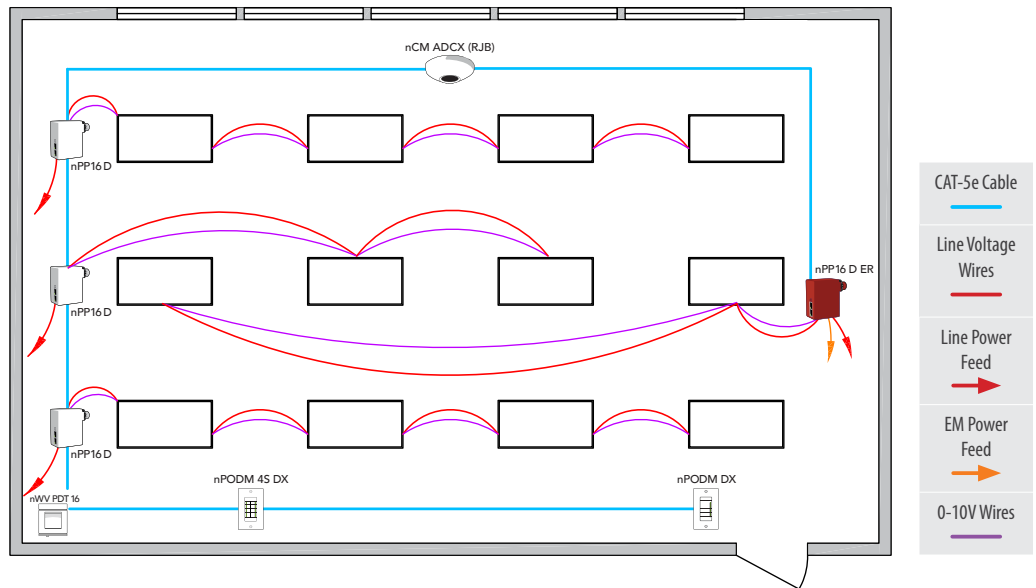 nCM ADCX (RJB)
nPP16 D
nPP16 D
nPP16 D ER
nPP16 D
nWV PDT 16
nPODM 4S DX
nPODM DX
CAT-5e Cable
Line Voltage
Wires
Line Power
Feed
EM Power
Feed
0-10V Wires